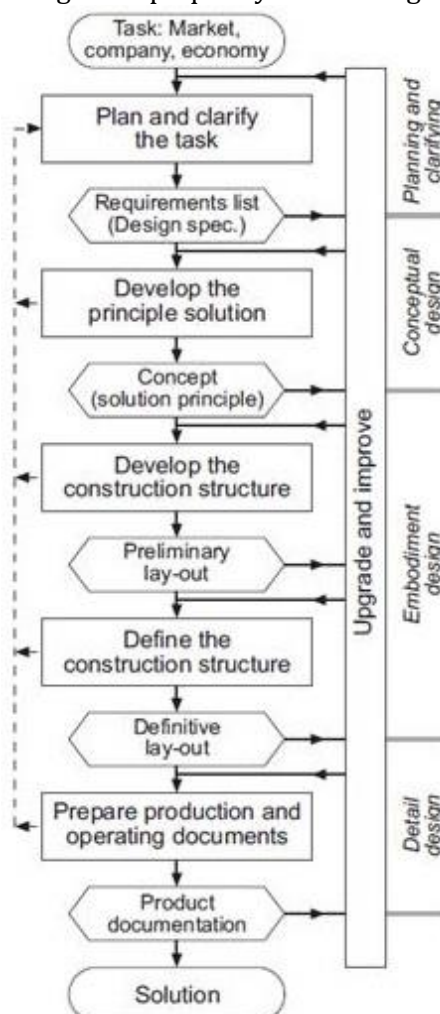 Task: Market,
company, economy
Plan and clarify
the task
Requirements list
(Design spec.)
Develop the
principle solution
Concept
(solution principle)
Develop the
construction structure
Preliminary
lay-out
Define the
construction structure
Definitive
lay-out
Prepare production and
operating documents
Product
documentation
Solution
Upgrade and improve
Planning and
clarifying
Conceptual
design
Embodiment
design
Detail
design